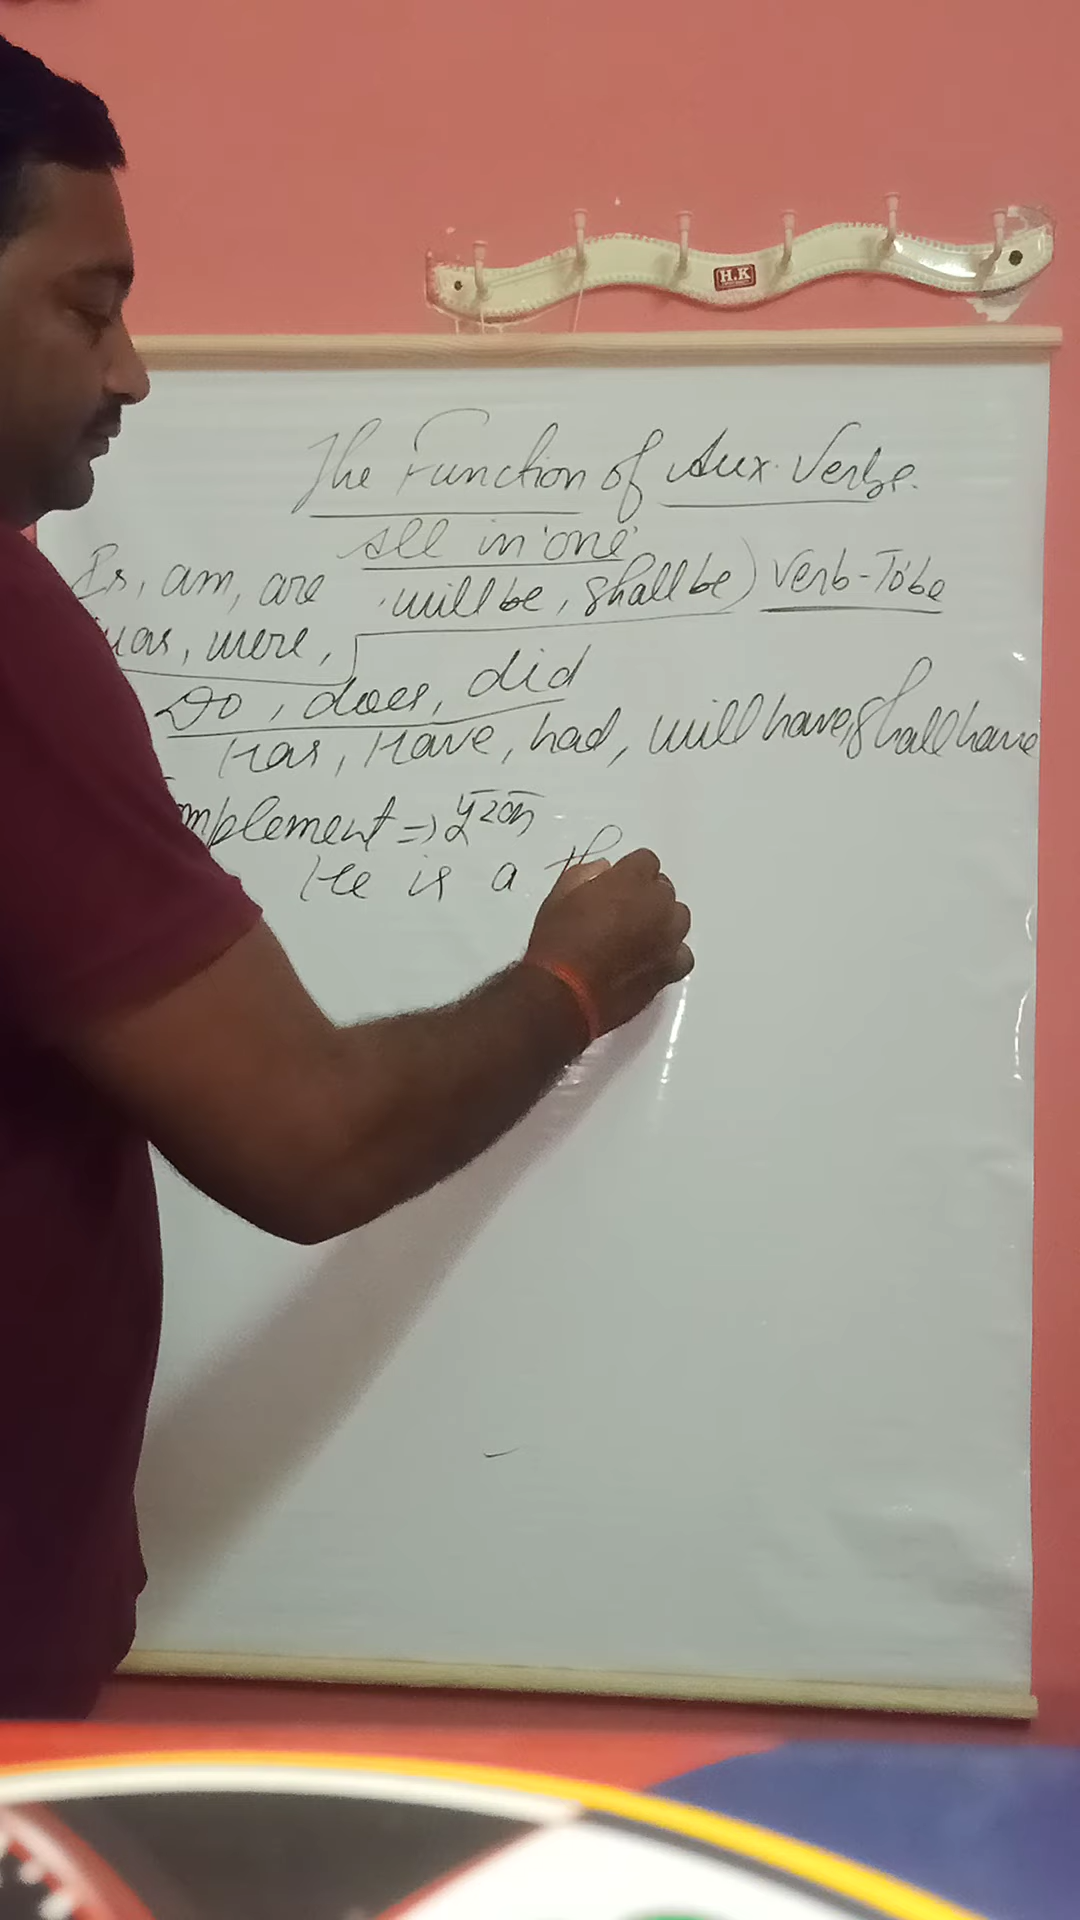 H.K
The Function of Aux. Verbs.
all in 'one'
Is, am, are will be, shall be) Verb-To be
was, were,
Do, does, did
Has, Have, had, will have, shall have
mplement => पूरक
He is a th